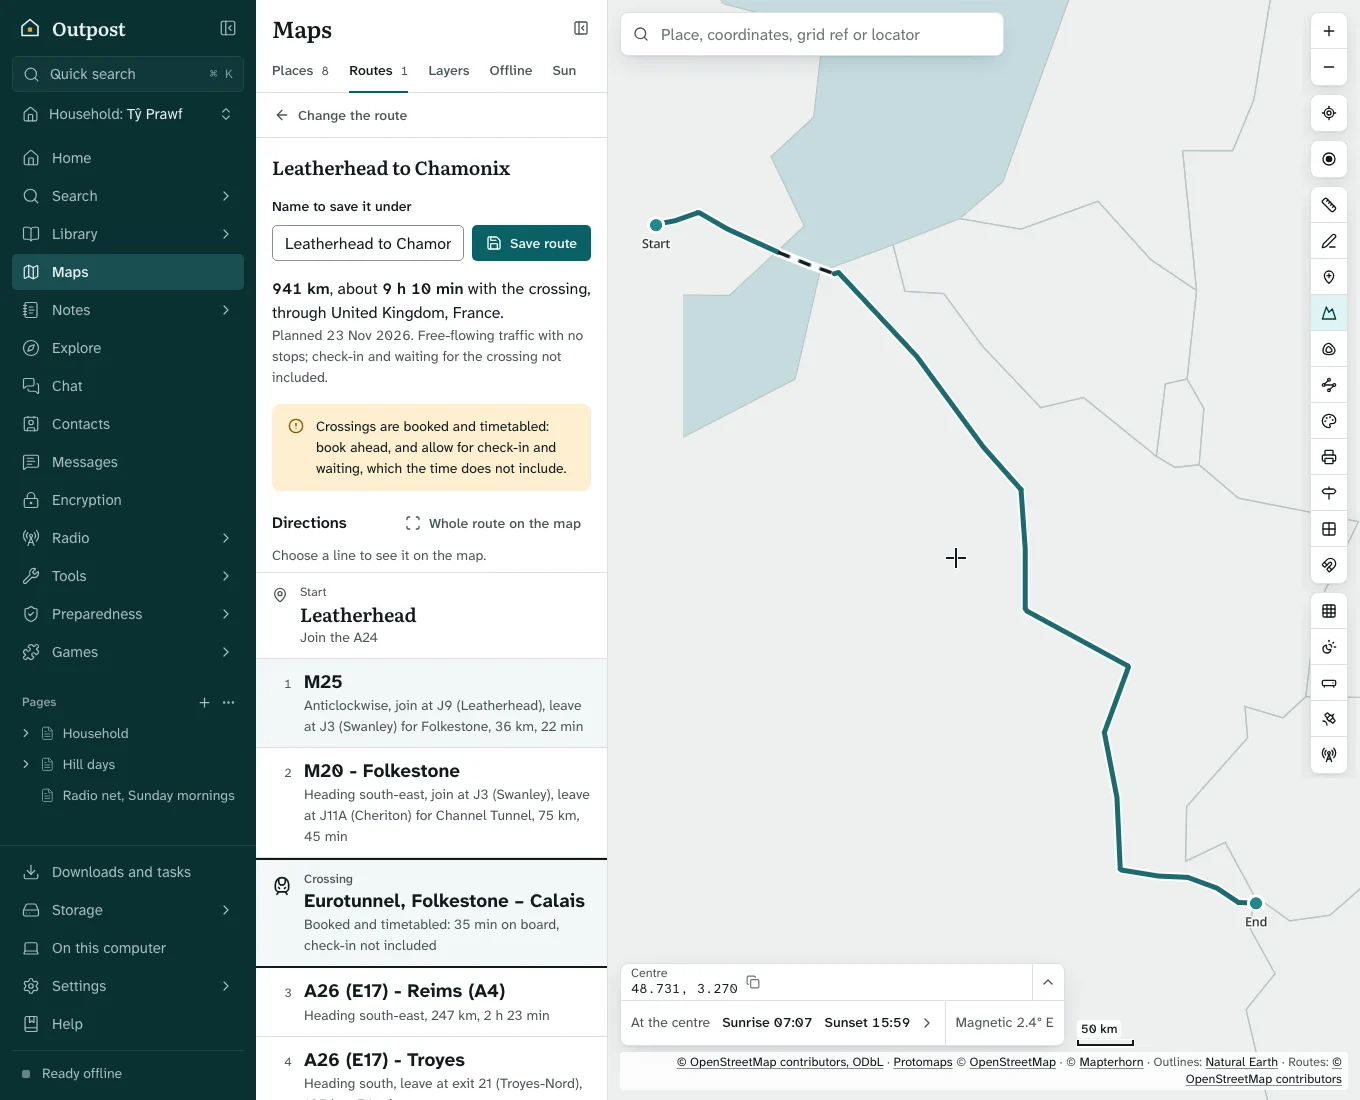 Outpost
Quick search
⌘ K
Household: Tŷ Prawf
Home
Search
Library
Maps
Notes
Explore
Chat
Contacts
Messages
Encryption
Radio
Tools
Preparedness
Games
Pages
Household
Hill days
Radio net, Sunday mornings
Downloads and tasks
Storage
On this computer
Settings
Help
Ready offline
Maps
Places 8
Routes 1
Layers
Offline
Sun
Change the route
Leatherhead to Chamonix
Name to save it under
Leatherhead to Chamor
Save route
941 km, about 9 h 10 min with the crossing,
through United Kingdom, France.
Planned 23 Nov 2026. Free-flowing traffic with no
stops; check-in and waiting for the crossing not
included.
Crossings are booked and timetabled:
book ahead, and allow for check-in and
waiting, which the time does not include.
Directions
Whole route on the map
Choose a line to see it on the map.
Start
Leatherhead
Join the A24
1 M25
Anticlockwise, join at J9 (Leatherhead), leave
at J3 (Swanley) for Folkestone, 36 km, 22 min
2 M20 - Folkestone
Heading south-east, join at J3 (Swanley), leave
at J11A (Cheriton) for Channel Tunnel, 75 km,
45 min
Crossing
Eurotunnel, Folkestone – Calais
Booked and timetabled: 35 min on board,
check-in not included
3 A26 (E17) - Reims (A4)
Heading south-east, 247 km, 2 h 23 min
4 A26 (E17) - Troyes
Heading south, leave at exit 21 (Troyes-Nord),
Place, coordinates, grid ref or locator
Start
End
Centre
48.731, 3.270
At the centre Sunrise 07:07 Sunset 15:59
Magnetic 2.4° E
50 km
© OpenStreetMap contributors, ODbL · Protomaps © OpenStreetMap · © Mapterhorn · Outlines: Natural Earth · Routes: ©
OpenStreetMap contributors